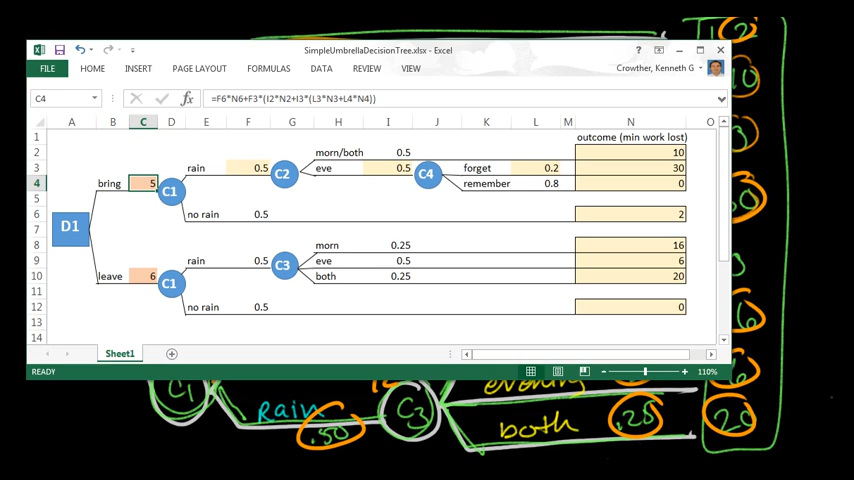 SimpleUmbrellaDecisionTree.xlsx - Excel
FILE HOME INSERT PAGE LAYOUT FORMULAS DATA REVIEW VIEW Crowther, Kenneth G
C4 fx =F6*N6+F3*(I2*N2+I3*(L3*N3+L4*N4))
A B C D E F G H I J K L M N O
1 outcome (min work lost)
2 morn/both 0.5 10
3 rain 0.5 C2 eve 0.5 C4 forget 0.2 30
4 bring 5 C1 remember 0.8 0
5
6 D1 no rain 0.5 2
7
8 morn 0.25 16
9 rain 0.5 C3 eve 0.5 6
10 leave 6 C1 both 0.25 20
11
12 no rain 0.5 0
13
14
Sheet1
READY 110%
C1 Rain .50 C3 evening
both .25 20